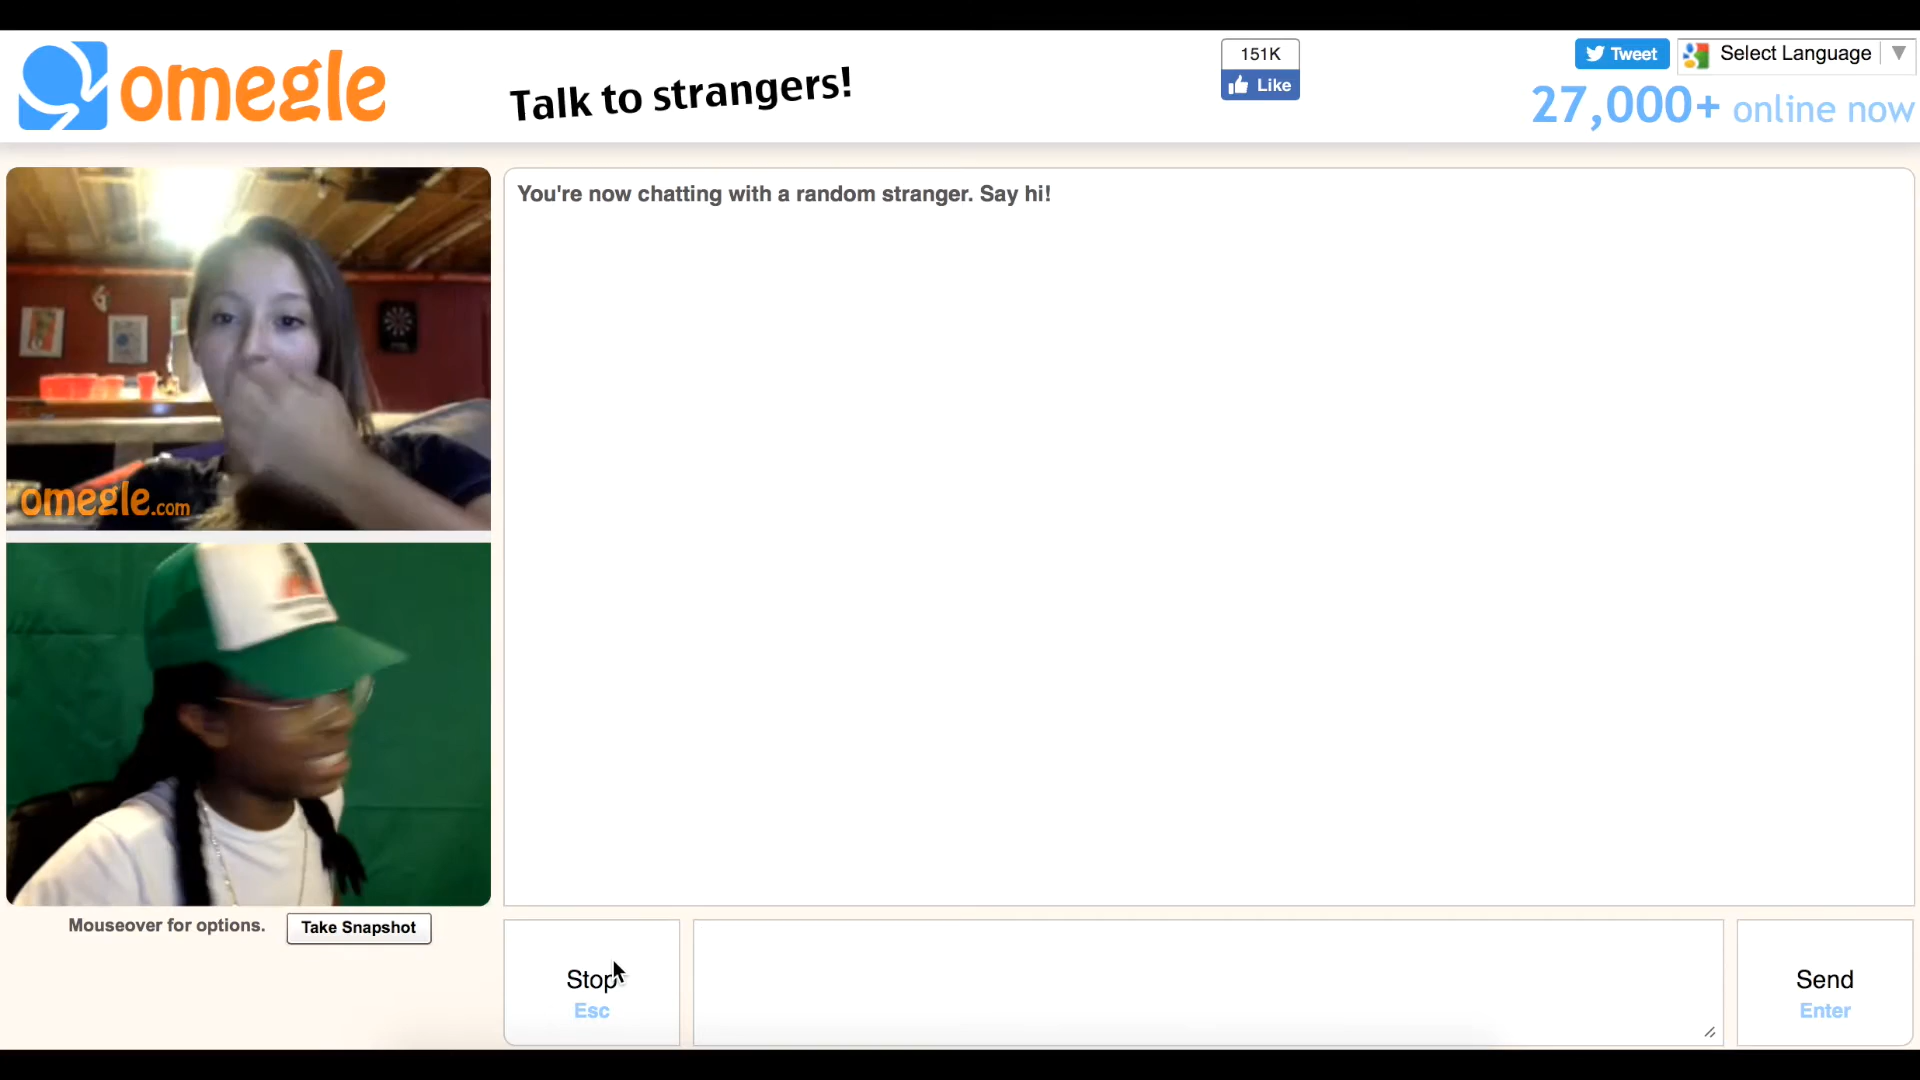 omegle
Talk to strangers!
151K
Like
Tweet
Select Language
27,000+ online now
You're now chatting with a random stranger. Say hi!
omegle.com
Mouseover for options.
Take Snapshot
Stop
Esc
Send
Enter